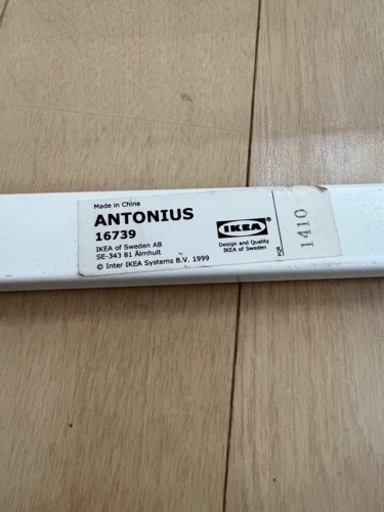 Made in China
ANTONIUS
16739
IKEA of Sweden AB
SE-343 81 Älmhult
© Inter IKEA Systems B.V. 1999
IKEA
Design and Quality
IKEA of Sweden
1410